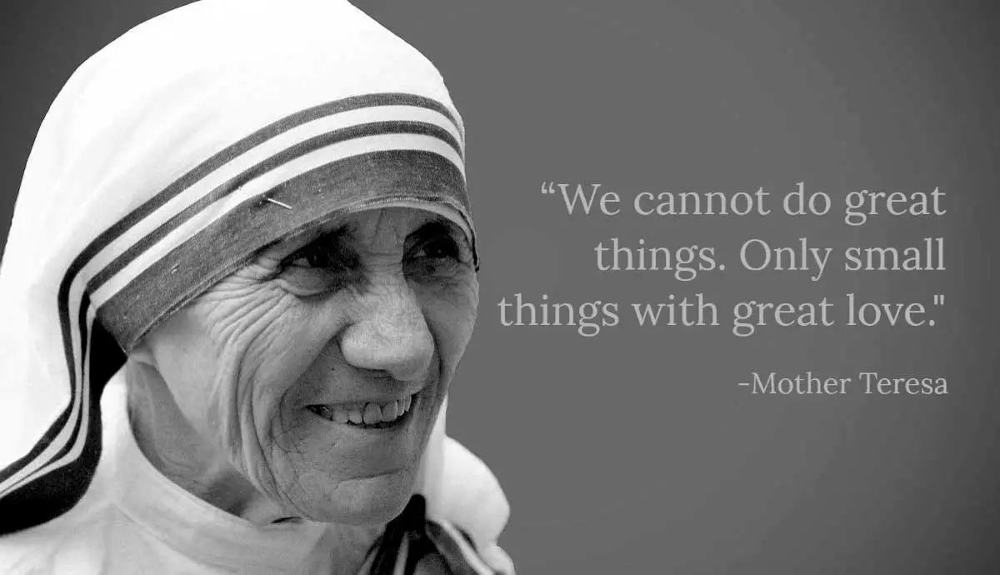 “We cannot do great
things. Only small
things with great love."
-Mother Teresa